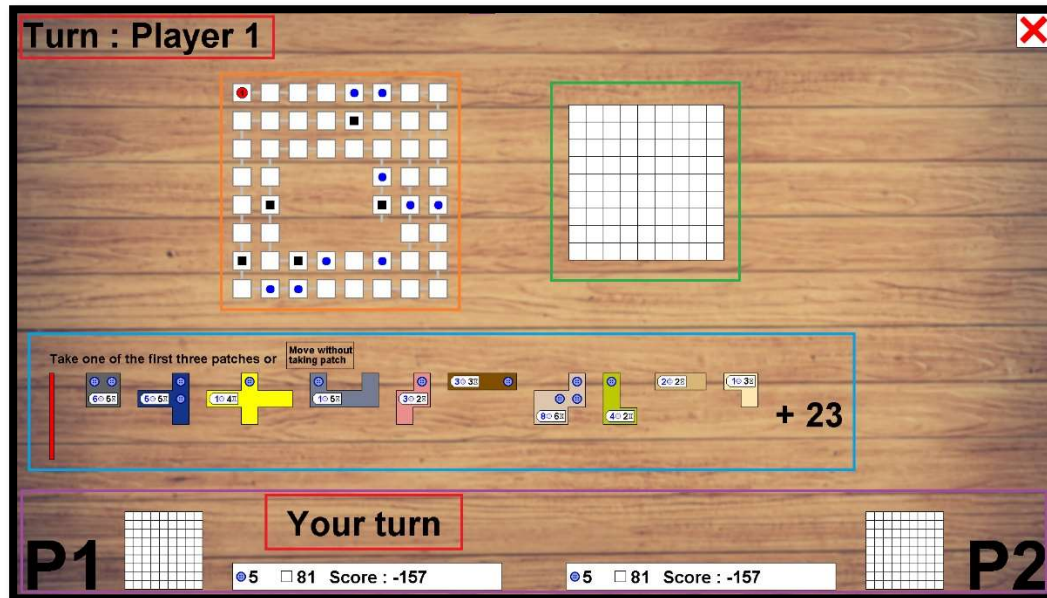 Turn : Player 1
Take one of the first three patches or
Move without
taking patch
6 5
5 5
1 4
1 5
3 2
3 3
8 6
4 2
2 2
1 3
+ 23
Your turn
P1
5 81 Score : -157
5 81 Score : -157
P2